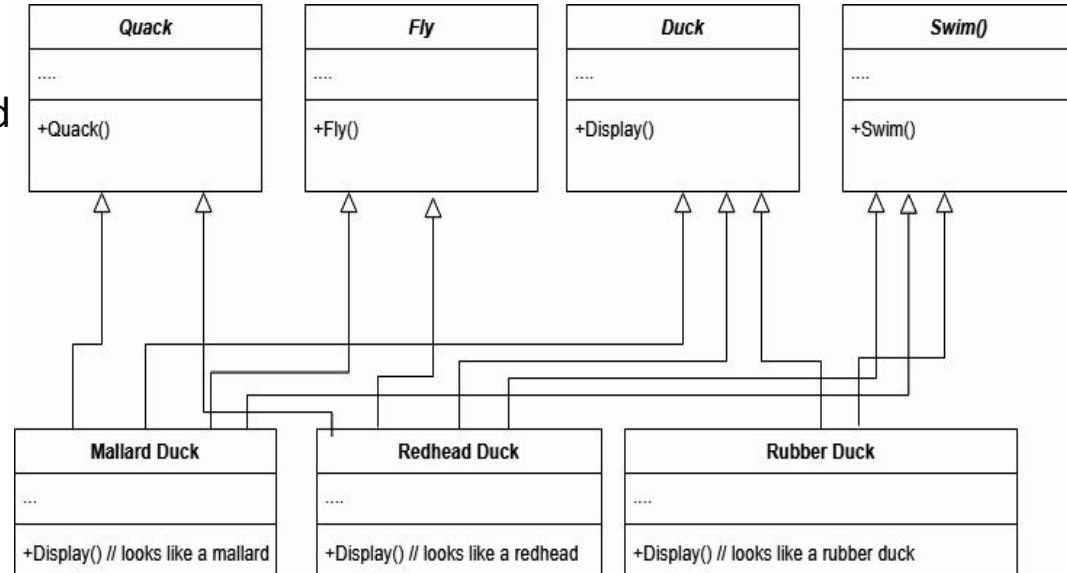 Quack
....
+Quack()
Fly
....
+Fly()
Duck
....
+Display()
Swim()
....
+Swim()
d
Mallard Duck
...
+Display() // looks like a mallard
Redhead Duck
....
+Display() // looks like a redhead
Rubber Duck
....
+Display() // looks like a rubber duck